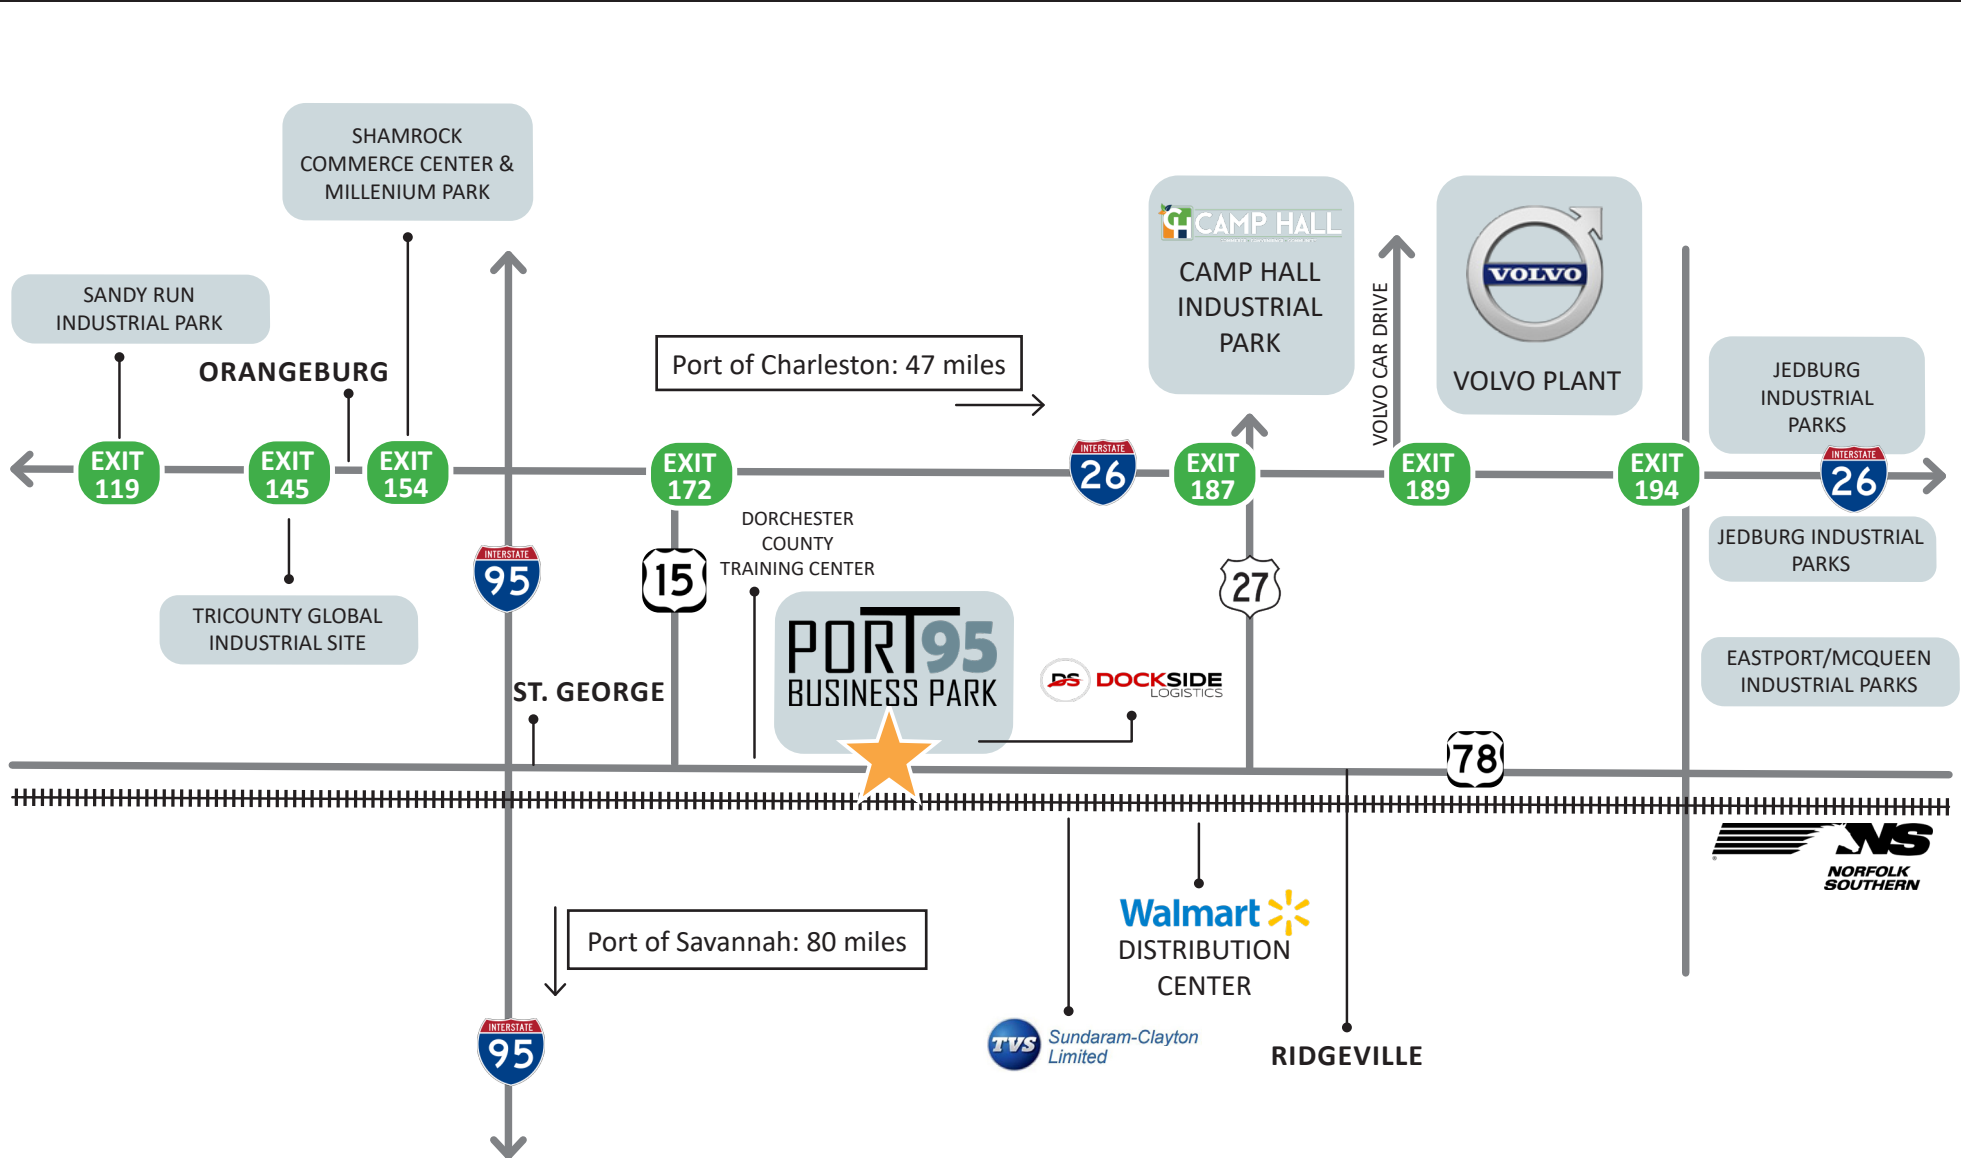 SHAMROCK
COMMERCE CENTER &
MILLENIUM PARK
SANDY RUN
INDUSTRIAL PARK
ORANGEBURG
Port of Charleston: 47 miles
CH CAMP HALL
CAMP HALL
INDUSTRIAL
PARK
VOLVO CAR DRIVE
VOLVO
VOLVO PLANT
JEDBURG
INDUSTRIAL
PARKS
EXIT
119
EXIT
145
EXIT
154
EXIT
172
INTERSTATE
26
EXIT
187
EXIT
189
EXIT
194
INTERSTATE
26
JEDBURG INDUSTRIAL
PARKS
DORCHESTER
COUNTY
TRAINING CENTER
INTERSTATE
95
15
27
TRICOUNTY GLOBAL
INDUSTRIAL SITE
PORT95
BUSINESS PARK
ST. GEORGE
DS DOCKSIDE
LOGISTICS
EASTPORT/MCQUEEN
INDUSTRIAL PARKS
78
NS
NORFOLK
SOUTHERN
Port of Savannah: 80 miles
Walmart
DISTRIBUTION
CENTER
INTERSTATE
95
TVS Sundaram-Clayton
Limited
RIDGEVILLE